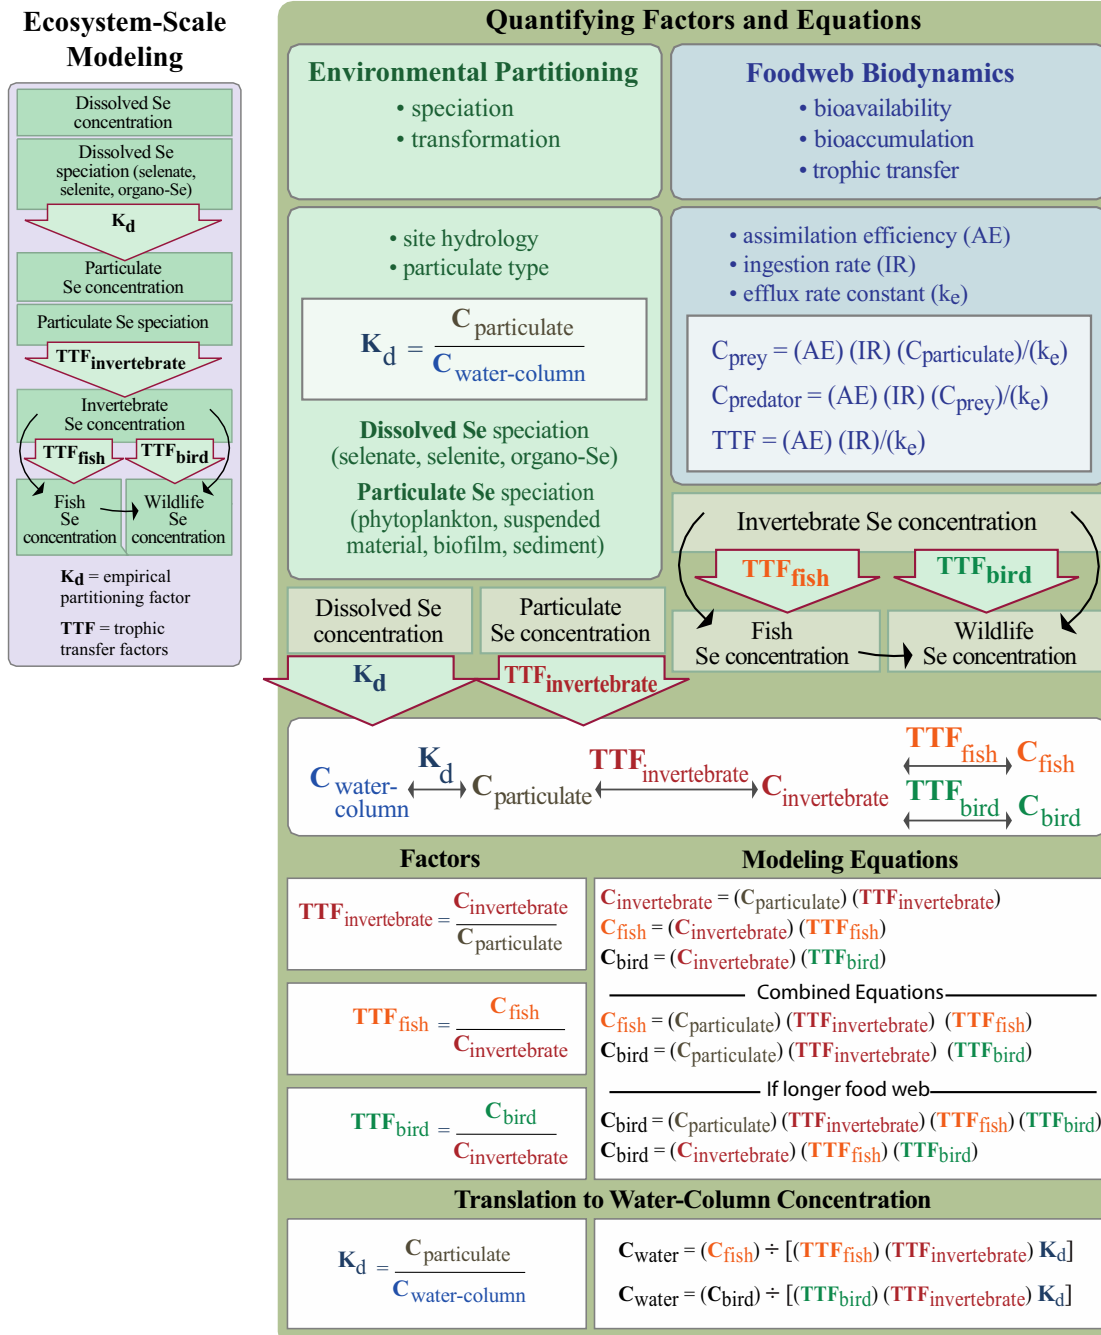 Ecosystem-Scale
Modeling
Dissolved Se
concentration
Dissolved Se
speciation (selenate,
selenite, organo-Se)
Kd
Particulate
Se concentration
Particulate Se speciation
TTFinvertebrate
Invertebrate
Se concentration
TTFfish
TTFbird
Fish
Se
concentration
Wildlife
Se
concentration
Kd = empirical
partitioning factor
TTF = trophic
transfer factors
Quantifying Factors and Equations
Environmental Partitioning
• speciation
• transformation
Foodweb Biodynamics
• bioavailability
• bioaccumulation
• trophic transfer
• site hydrology
• particulate type
Kd = Cparticulate
Cwater-column
Dissolved Se speciation
(selenate, selenite, organo-Se)
Particulate Se speciation
(phytoplankton, suspended
material, biofilm, sediment)
• assimilation efficiency (AE)
• ingestion rate (IR)
• efflux rate constant (ke)
Cprey = (AE) (IR) (Cparticulate)/(ke)
Cpredator = (AE) (IR) (Cprey)/(ke)
TTF = (AE) (IR)/(ke)
Invertebrate Se concentration
TTFfish
TTFbird
Fish
Se concentration
Wildlife
Se concentration
Dissolved Se
concentration
Particulate
Se concentration
Kd
TTFinvertebrate
Cwater-
column
Kd
Cparticulate
TTFinvertebrate
Cinvertebrate
TTFfish
Cfish
TTFbird
Cbird
Factors
TTFinvertebrate = Cinvertebrate
Cparticulate
TTFfish = Cfish
Cinvertebrate
TTFbird = Cbird
Cinvertebrate
Modeling Equations
Cinvertebrate = (Cparticulate) (TTFinvertebrate)
Cfish = (Cinvertebrate) (TTFfish)
Cbird = (Cinvertebrate) (TTFbird)
Combined Equations
Cfish = (Cparticulate) (TTFinvertebrate) (TTFfish)
Cbird = (Cparticulate) (TTFinvertebrate) (TTFbird)
If longer food web
Cbird = (Cparticulate) (TTFinvertebrate) (TTFfish) (TTFbird)
Cbird = (Cinvertebrate) (TTFfish) (TTFbird)
Translation to Water-Column Concentration
Kd = Cparticulate
Cwater-column
Cwater = (Cfish) ÷ [(TTFfish) (TTFinvertebrate) Kd]
Cwater = (Cbird) ÷ [(TTFbird) (TTFinvertebrate) Kd]